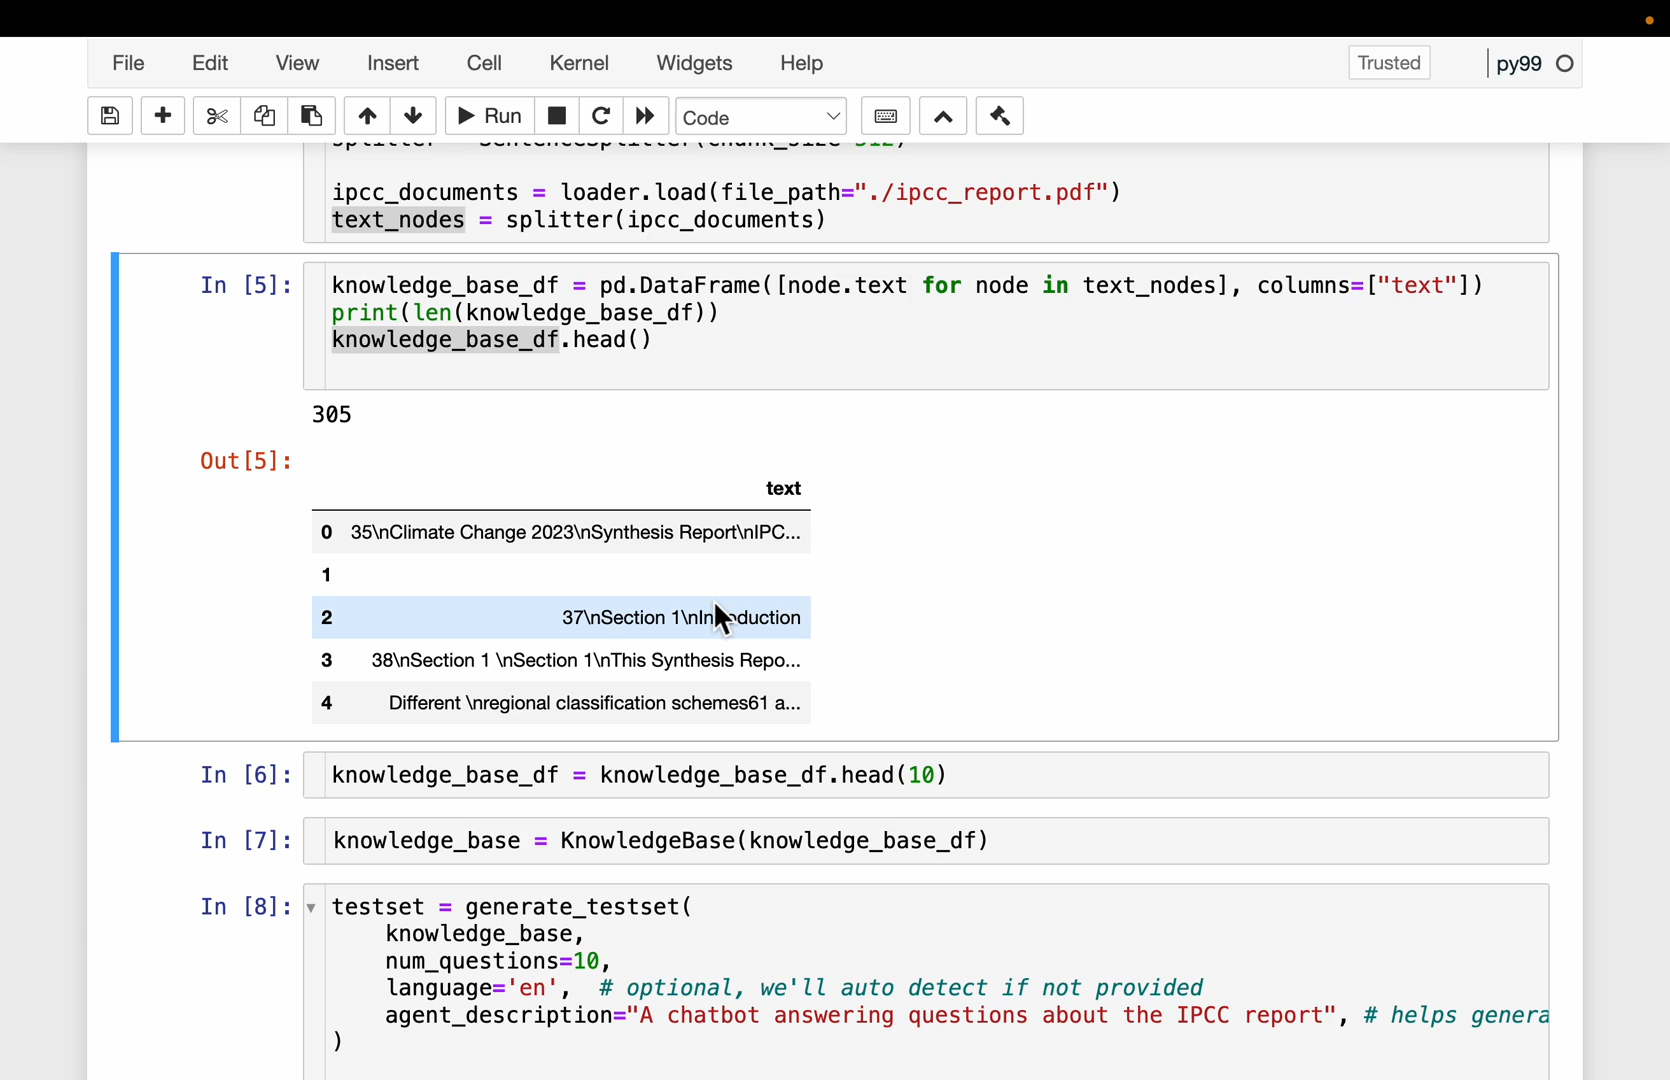 File Edit View Insert Cell Kernel Widgets Help Trusted py99
Run Code
ipcc_documents = loader.load(file_path="./ipcc_report.pdf")
text_nodes = splitter(ipcc_documents)
In [5]: knowledge_base_df = pd.DataFrame([node.text for node in text_nodes], columns=["text"])
print(len(knowledge_base_df))
knowledge_base_df.head()
305
Out[5]:
text
0 35\nClimate Change 2023\nSynthesis Report\nIPC...
1
2 37\nSection 1\nIntroduction
3 38\nSection 1 \nSection 1\nThis Synthesis Repo...
4 Different \nregional classification schemes61 a...
In [6]: knowledge_base_df = knowledge_base_df.head(10)
In [7]: knowledge_base = KnowledgeBase(knowledge_base_df)
In [8]: testset = generate_testset(
knowledge_base,
num_questions=10,
language='en', # optional, we'll auto detect if not provided
agent_description="A chatbot answering questions about the IPCC report", # helps genera
)